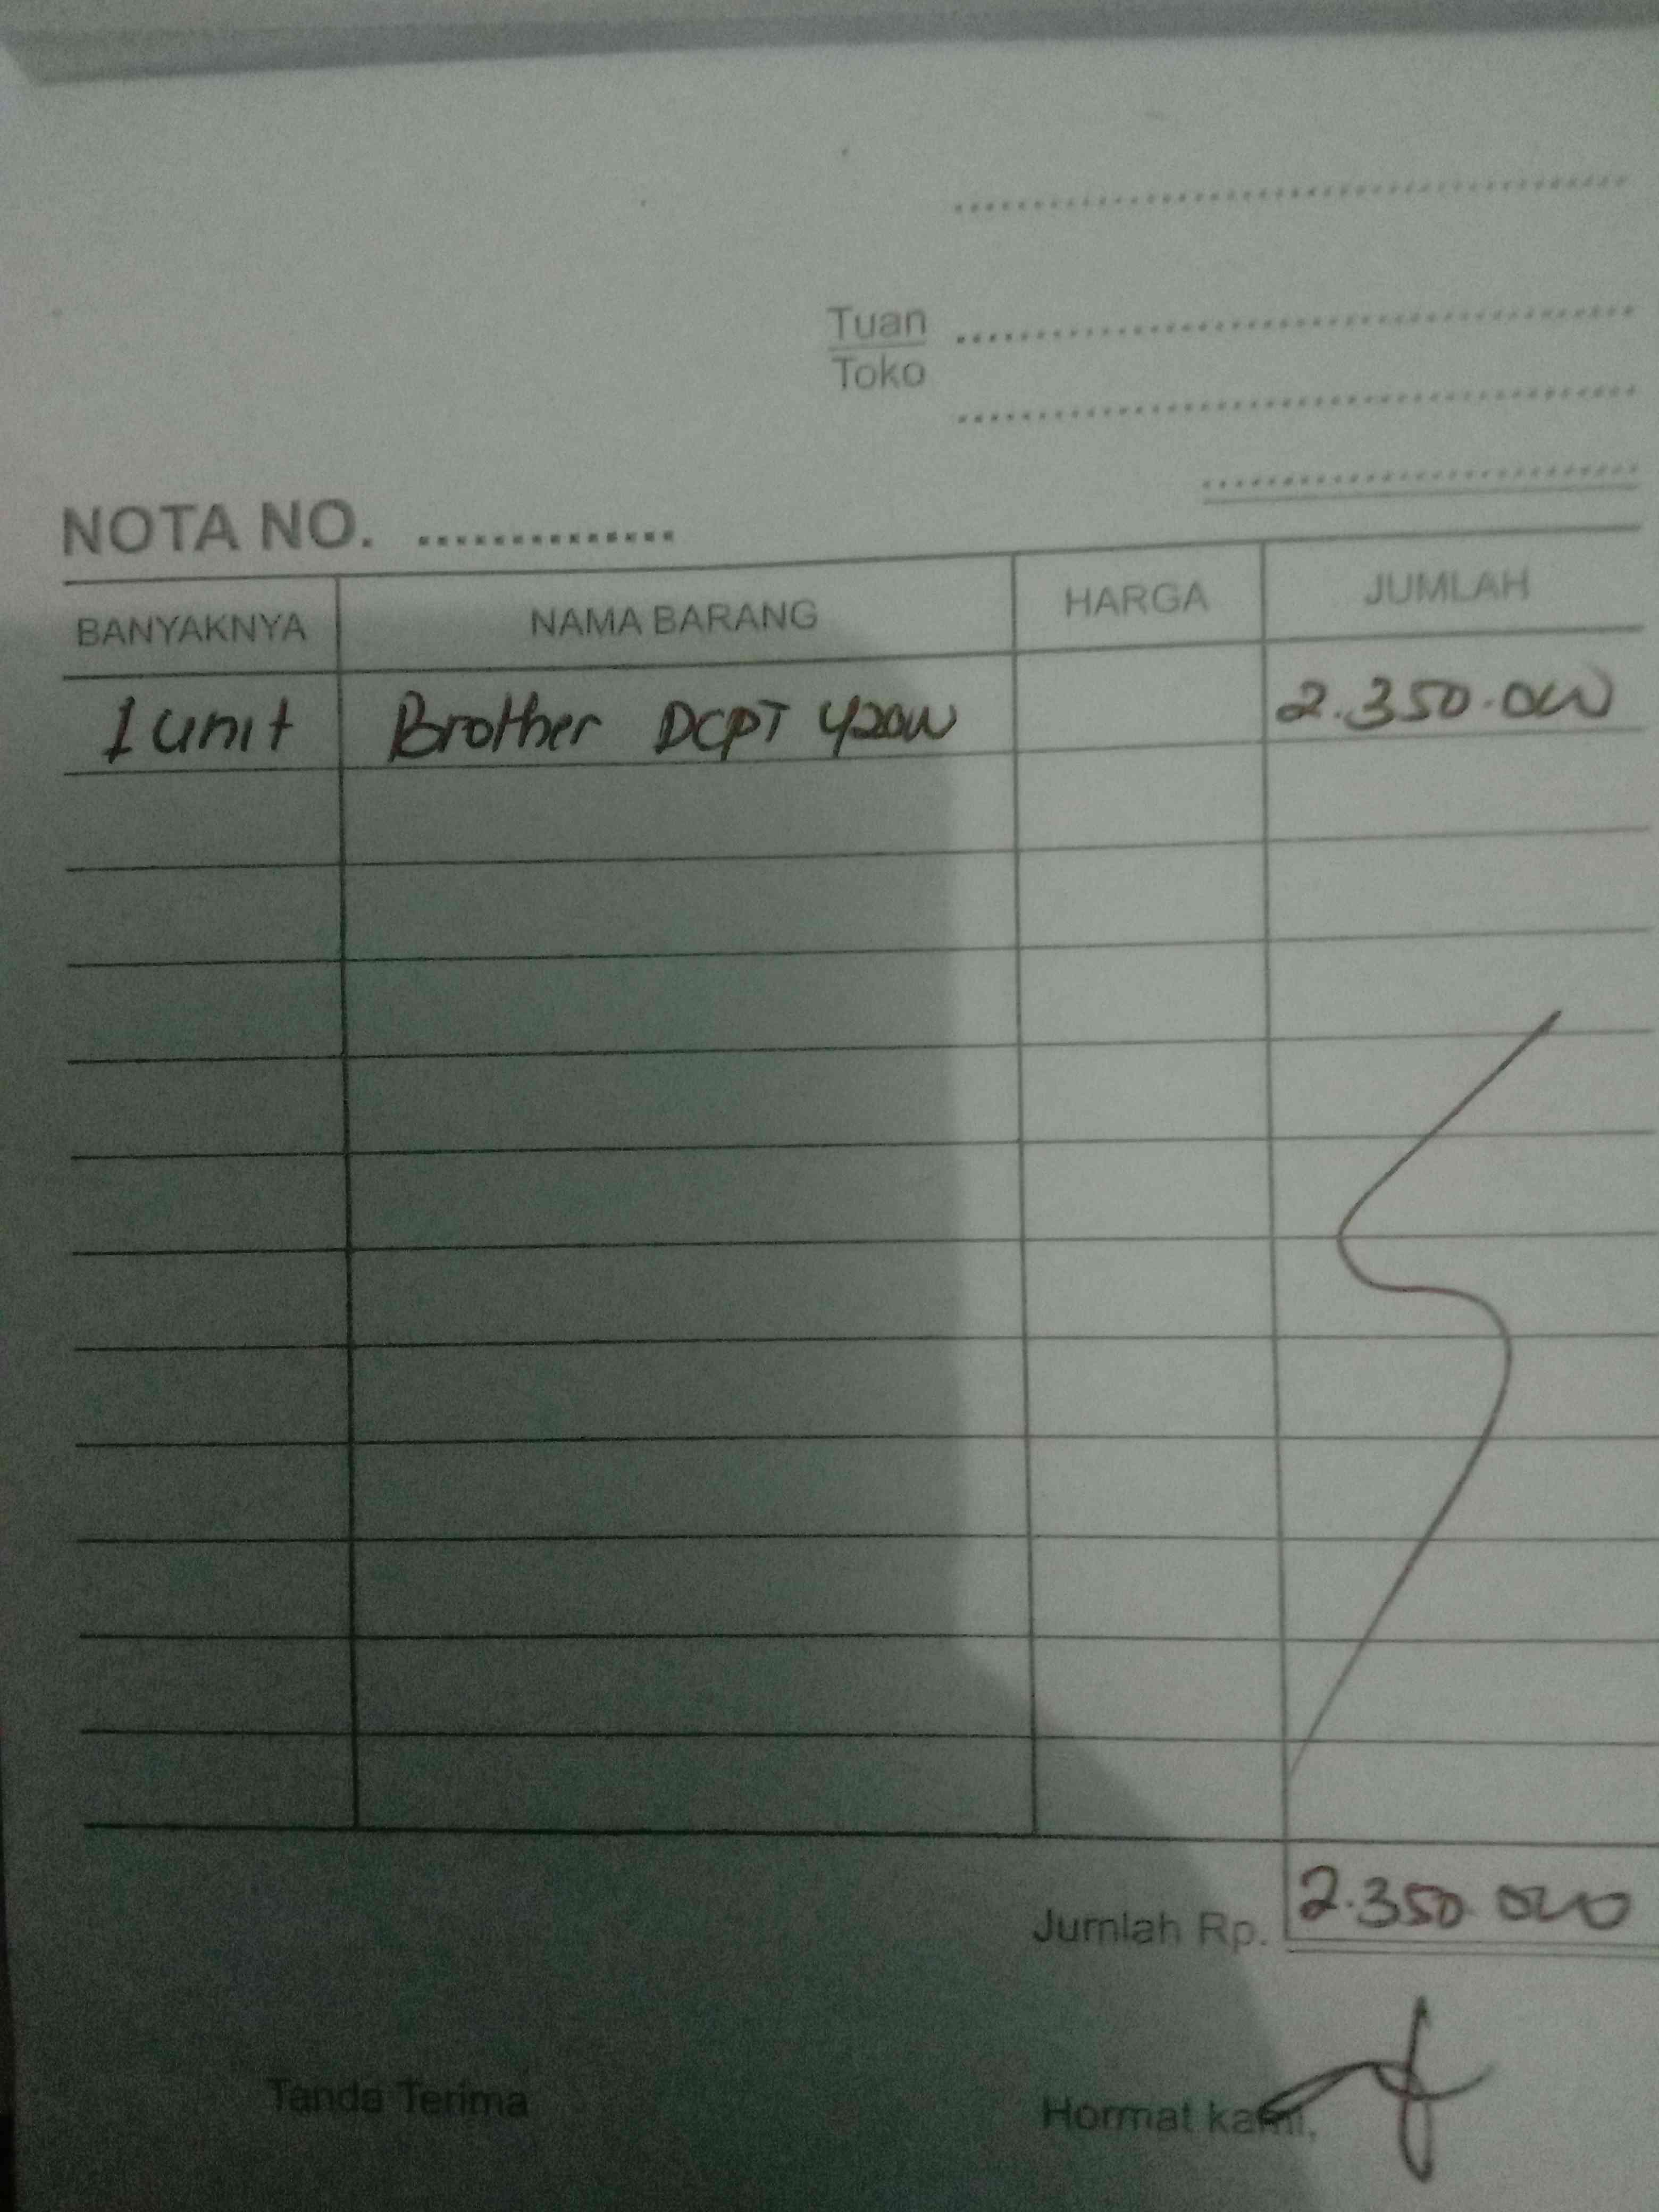 Tuan
Toko
NOTA NO. ..............
BANYAKNYA NAMA BARANG HARGA JUMLAH
1 unit Brother DCPT 420W 2.350.000
Jumlah Rp. 2.350.000
Tanda Terima Hormat kami,